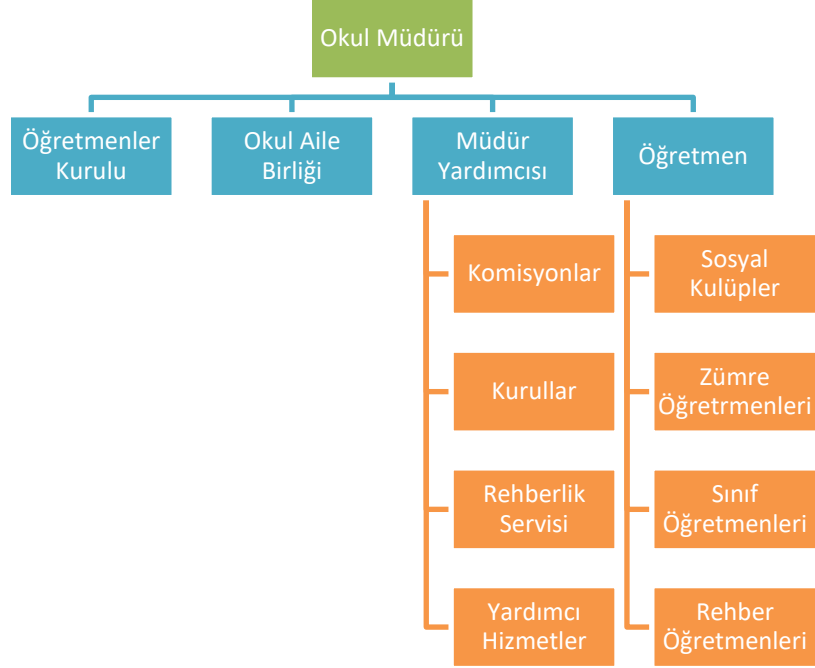 Okul Müdürü
Öğretmenler
Kurulu
Okul Aile
Birliği
Müdür
Yardımcısı
Öğretmen
Komisyonlar
Kurullar
Rehberlik
Servisi
Yardımcı
Hizmetler
Sosyal
Kulüpler
Zümre
Öğretrmenleri
Sınıf
Öğretmenleri
Rehber
Öğretmenleri